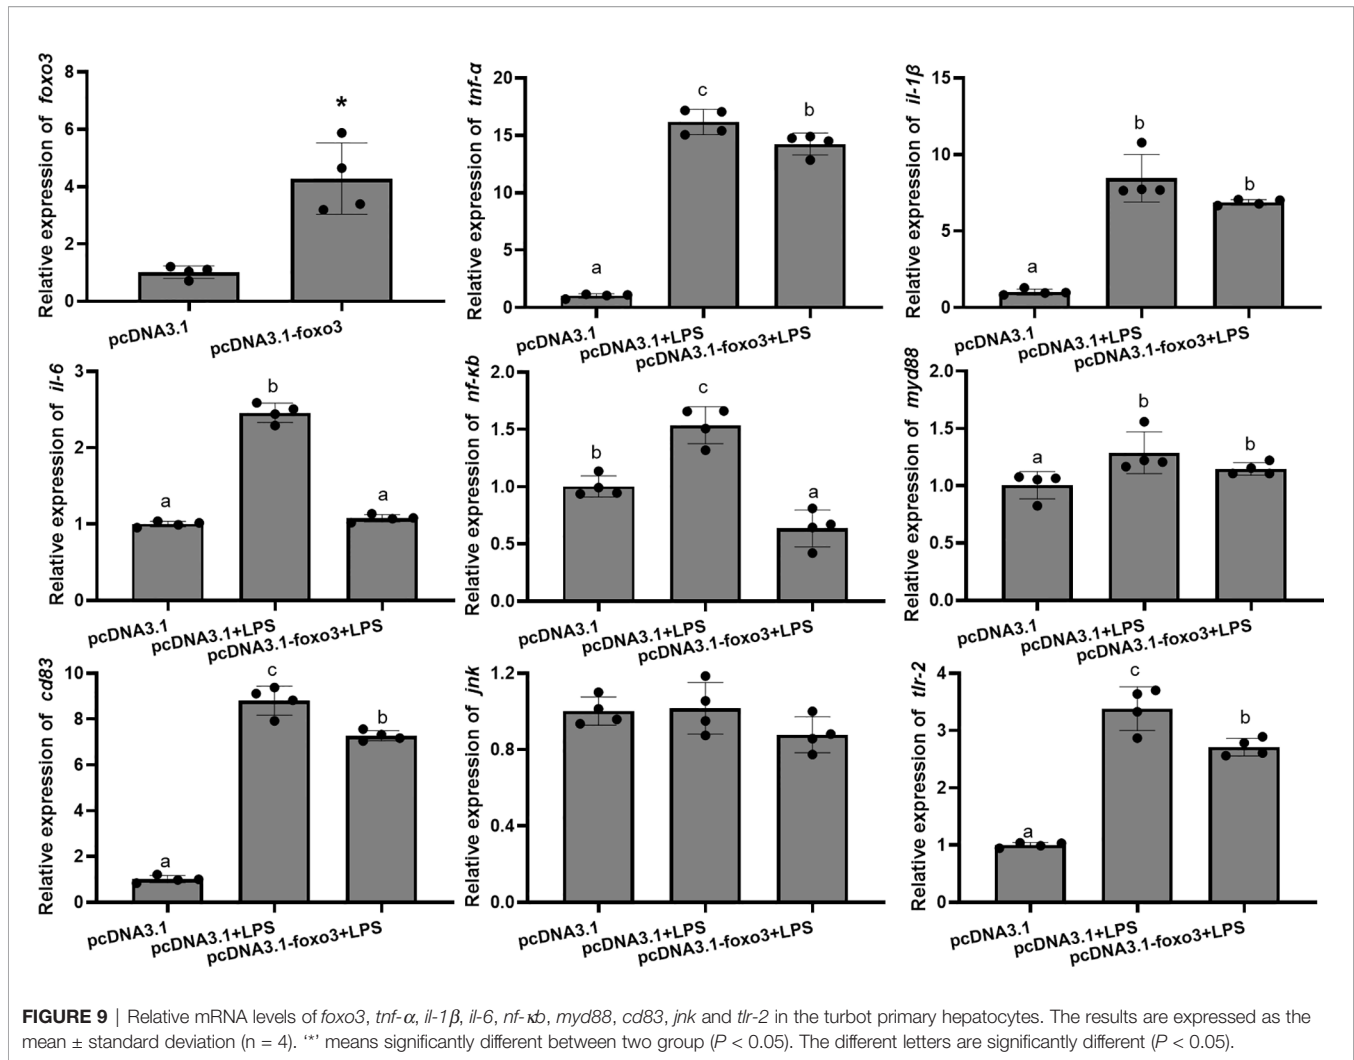 Relative expression of foxo3
8
6
4
2
0
*
pcDNA3.1
pcDNA3.1-foxo3
Relative expression of tnf-α
20
15
10
5
0
a
c
b
pcDNA3.1
pcDNA3.1+LPS
pcDNA3.1-foxo3+LPS
Relative expression of il-1β
15
10
5
0
a
b
b
pcDNA3.1
pcDNA3.1+LPS
pcDNA3.1-foxo3+LPS
Relative expression of il-6
3
2
1
0
a
b
a
pcDNA3.1
pcDNA3.1+LPS
pcDNA3.1-foxo3+LPS
Relative expression of nf-κb
2.0
1.5
1.0
0.5
0.0
b
c
a
pcDNA3.1
pcDNA3.1+LPS
pcDNA3.1-foxo3+LPS
Relative expression of myd88
2.0
1.5
1.0
0.5
0.0
a
b
b
pcDNA3.1
pcDNA3.1+LPS
pcDNA3.1-foxo3+LPS
Relative expression of cd83
10
8
6
4
2
0
a
c
b
pcDNA3.1
pcDNA3.1+LPS
pcDNA3.1-foxo3+LPS
Relative expression of jnk
1.2
0.8
0.4
0.0
pcDNA3.1
pcDNA3.1+LPS
pcDNA3.1-foxo3+LPS
Relative expression of tlr-2
4
3
2
1
0
a
c
b
pcDNA3.1
pcDNA3.1+LPS
pcDNA3.1-foxo3+LPS
FIGURE 9 | Relative mRNA levels of foxo3, tnf-α, il-1β, il-6, nf-κb, myd88, cd83, jnk and tlr-2 in the turbot primary hepatocytes. The results are expressed as the
mean ± standard deviation (n = 4). ‘*’ means significantly different between two group (P < 0.05). The different letters are significantly different (P < 0.05).